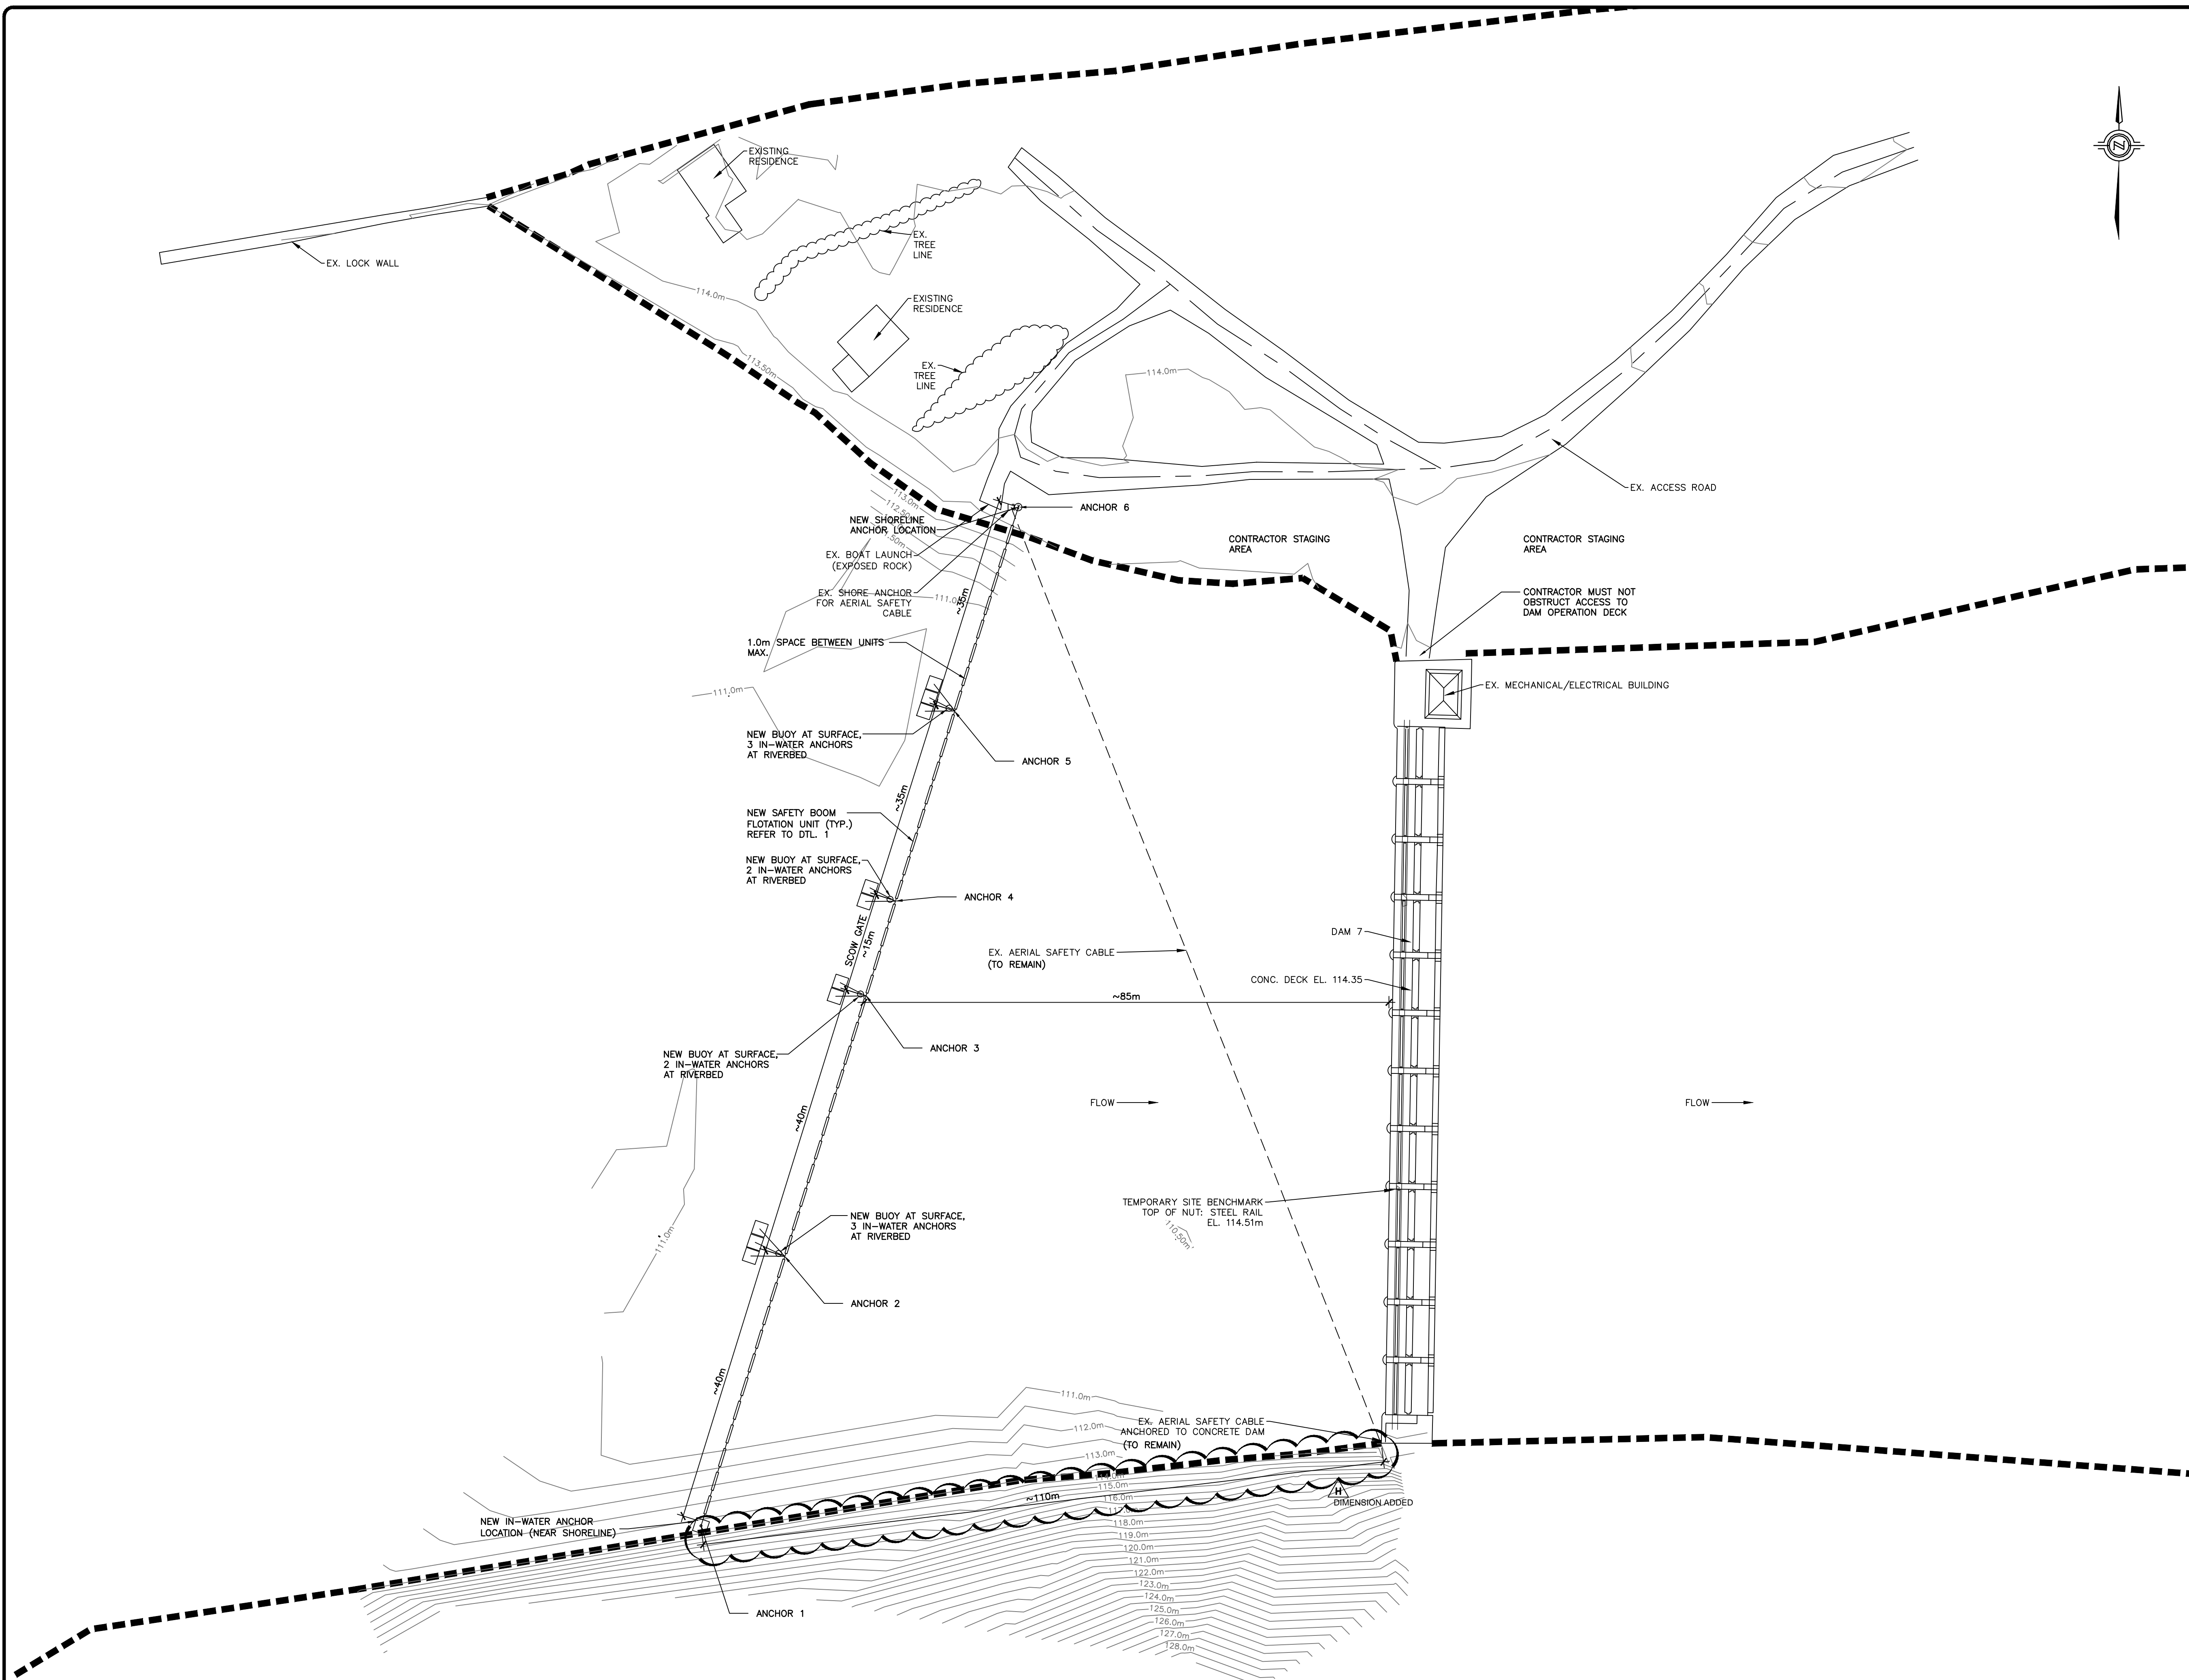 EXISTING
RESIDENCE
EX. LOCK WALL
EX.
TREE
LINE
114.0m
EXISTING
RESIDENCE
113.50m
EX.
TREE
LINE
114.0m
N
EX. ACCESS ROAD
113.0m
112.50m
NEW SHORELINE
ANCHOR LOCATION
ANCHOR 6
EX. BOAT LAUNCH
(EXPOSED ROCK)
CONTRACTOR STAGING
AREA
CONTRACTOR STAGING
AREA
EX. SHORE ANCHOR
FOR AERIAL SAFETY
CABLE
111.0m
~35m
CONTRACTOR MUST NOT
OBSTRUCT ACCESS TO
DAM OPERATION DECK
1.0m SPACE BETWEEN UNITS
MAX.
111.0m
EX. MECHANICAL/ELECTRICAL BUILDING
NEW BUOY AT SURFACE,
3 IN-WATER ANCHORS
AT RIVERBED
ANCHOR 5
~35m
NEW SAFETY BOOM
FLOTATION UNIT (TYP.)
REFER TO DTL. 1
NEW BUOY AT SURFACE,
2 IN-WATER ANCHORS
AT RIVERBED
ANCHOR 4
SCOW GATE
~15m
DAM 7
EX. AERIAL SAFETY CABLE
(TO REMAIN)
CONC. DECK EL. 114.35
~85m
NEW BUOY AT SURFACE,
2 IN-WATER ANCHORS
AT RIVERBED
ANCHOR 3
~40m
FLOW
FLOW
TEMPORARY SITE BENCHMARK
TOP OF NUT: STEEL RAIL
EL. 114.51m
110.50m
111.0m
NEW BUOY AT SURFACE,
3 IN-WATER ANCHORS
AT RIVERBED
ANCHOR 2
~40m
111.0m
112.0m
EX. AERIAL SAFETY CABLE
ANCHORED TO CONCRETE DAM
(TO REMAIN)
113.0m
115.0m
116.0m
~110m
H
DIMENSION ADDED
NEW IN-WATER ANCHOR
LOCATION (NEAR SHORELINE)
118.0m
119.0m
120.0m
121.0m
122.0m
123.0m
124.0m
125.0m
126.0m
127.0m
128.0m
ANCHOR 1